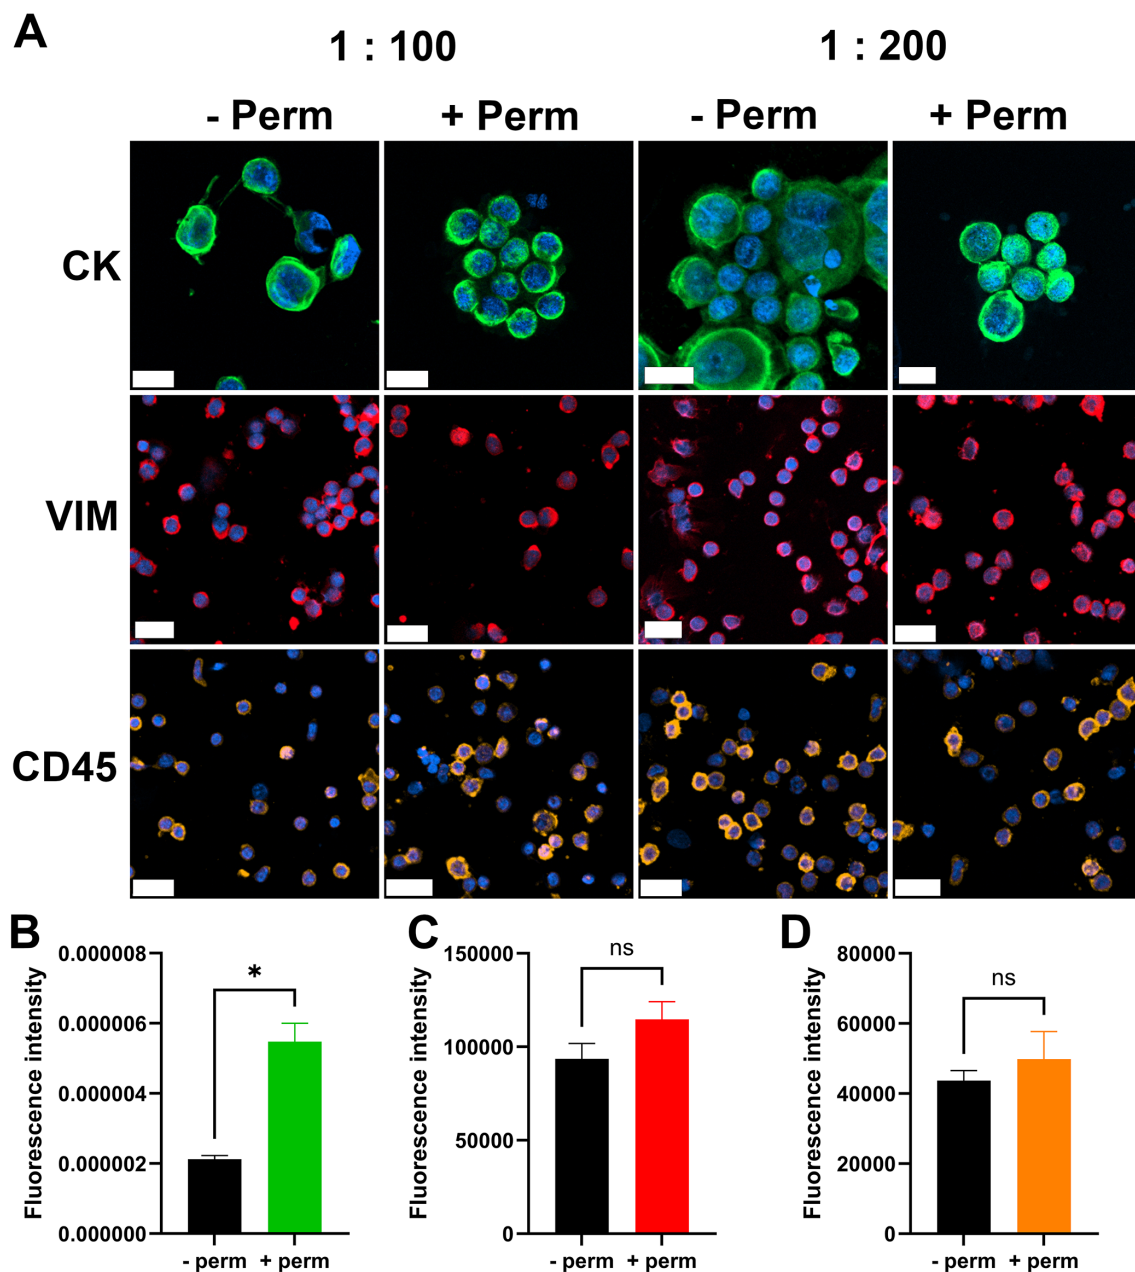 A
1 : 100
1 : 200
- Perm
+ Perm
- Perm
+ Perm
CK
VIM
CD45
B
Fluorescence intensity
0.000008
0.000006
0.000004
0.000002
0.000000
*
- perm
+ perm
C
Fluorescence intensity
150000
100000
50000
0
ns
- perm
+ perm
D
Fluorescence intensity
80000
60000
40000
20000
0
ns
- perm
+ perm